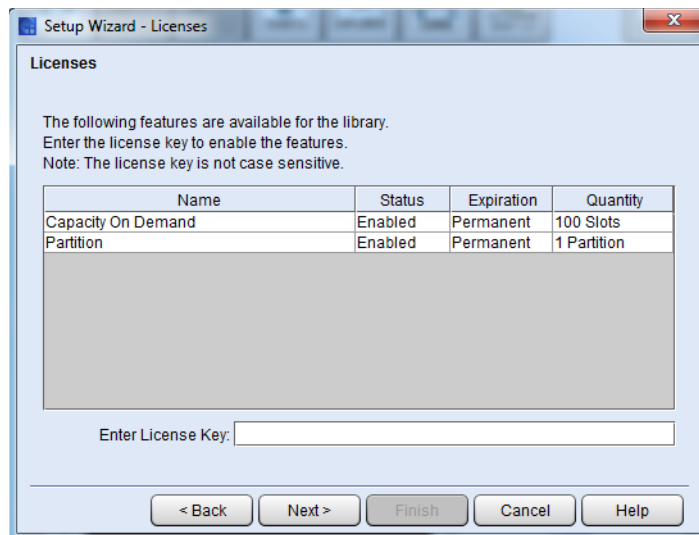 Setup Wizard - Licenses
Licenses
The following features are available for the library.
Enter the license key to enable the features.
Note: The license key is not case sensitive.
Name Status Expiration Quantity
Capacity On Demand Enabled Permanent 100 Slots
Partition Enabled Permanent 1 Partition
Enter License Key:
< Back Next > Finish Cancel Help